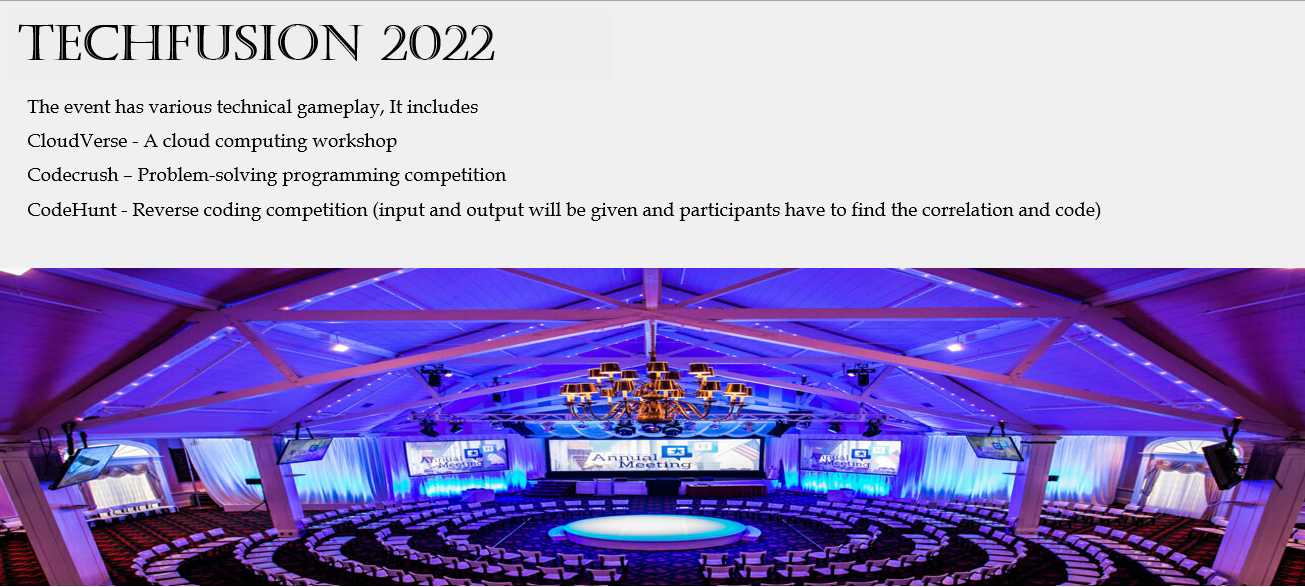 TECHFUSION 2022
The event has various technical gameplay, It includes
CloudVerse - A cloud computing workshop
Codecrush – Problem-solving programming competition
CodeHunt - Reverse coding competition (input and output will be given and participants have to find the correlation and code)
Annual
Meeting
Annual
Meeting
Annual
Meeting